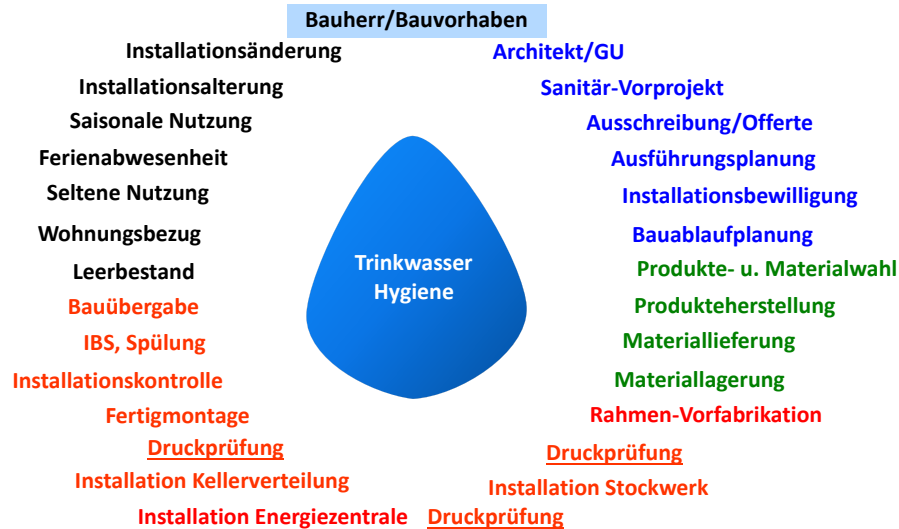 Bauherr/Bauvorhaben
Installationsänderung
Architekt/GU
Installationsalterung
Sanitär-Vorprojekt
Saisonale Nutzung
Ausschreibung/Offerte
Ferienabwesenheit
Ausführungsplanung
Seltene Nutzung
Installationsbewilligung
Wohnungsbezug
Bauablaufplanung
Trinkwasser
Hygiene
Leerbestand
Produkte- u. Materialwahl
Bauübergabe
Produkteherstellung
IBS, Spülung
Materiallieferung
Installationskontrolle
Materiallagerung
Fertigmontage
Rahmen-Vorfabrikation
Druckprüfung
Druckprüfung
Installation Kellerverteilung
Installation Stockwerk
Installation Energiezentrale
Druckprüfung